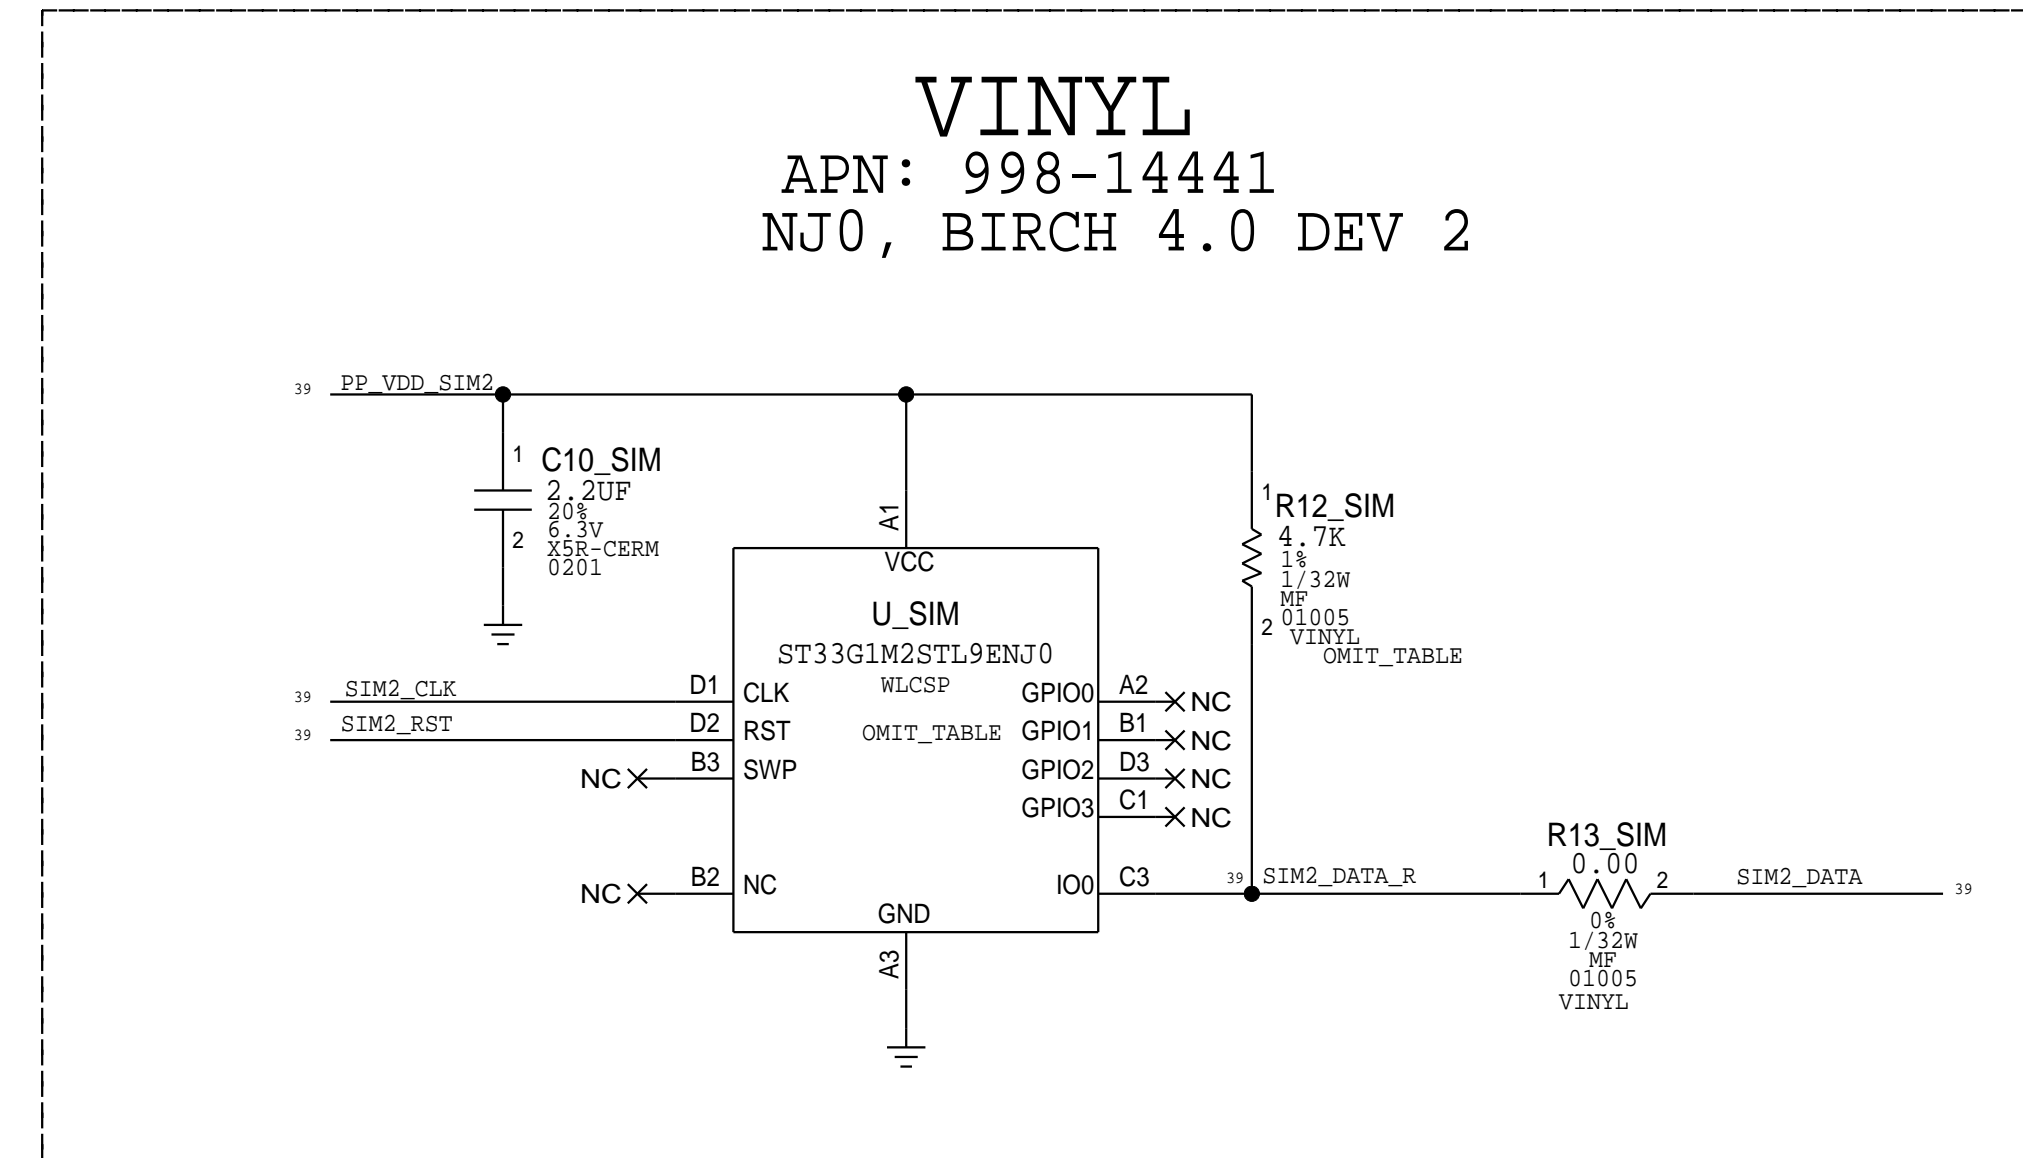 VINYL
APN: 998-14441
NJ0, BIRCH 4.0 DEV 2
39 PP_VDD_SIM2
1 C10_SIM
2.2UF
20%
6.3V
2 X5R-CERM
0201
A1
1 R12_SIM
4.7K
1%
1/32W
MF
01005
2 VINYL
OMIT_TABLE
VCC
U_SIM
ST33G1M2STL9ENJ0
WLCSP
OMIT_TABLE
39 SIM2_CLK D1 CLK
39 SIM2_RST D2 RST
NC B3 SWP
NC B2 NC
GPIO0 A2 NC
GPIO1 B1 NC
GPIO2 D3 NC
GPIO3 C1 NC
IO0 C3 39 SIM2_DATA_R
GND
A3
R13_SIM
0.00
1 2 SIM2_DATA 39
0%
1/32W
MF
01005
VINYL